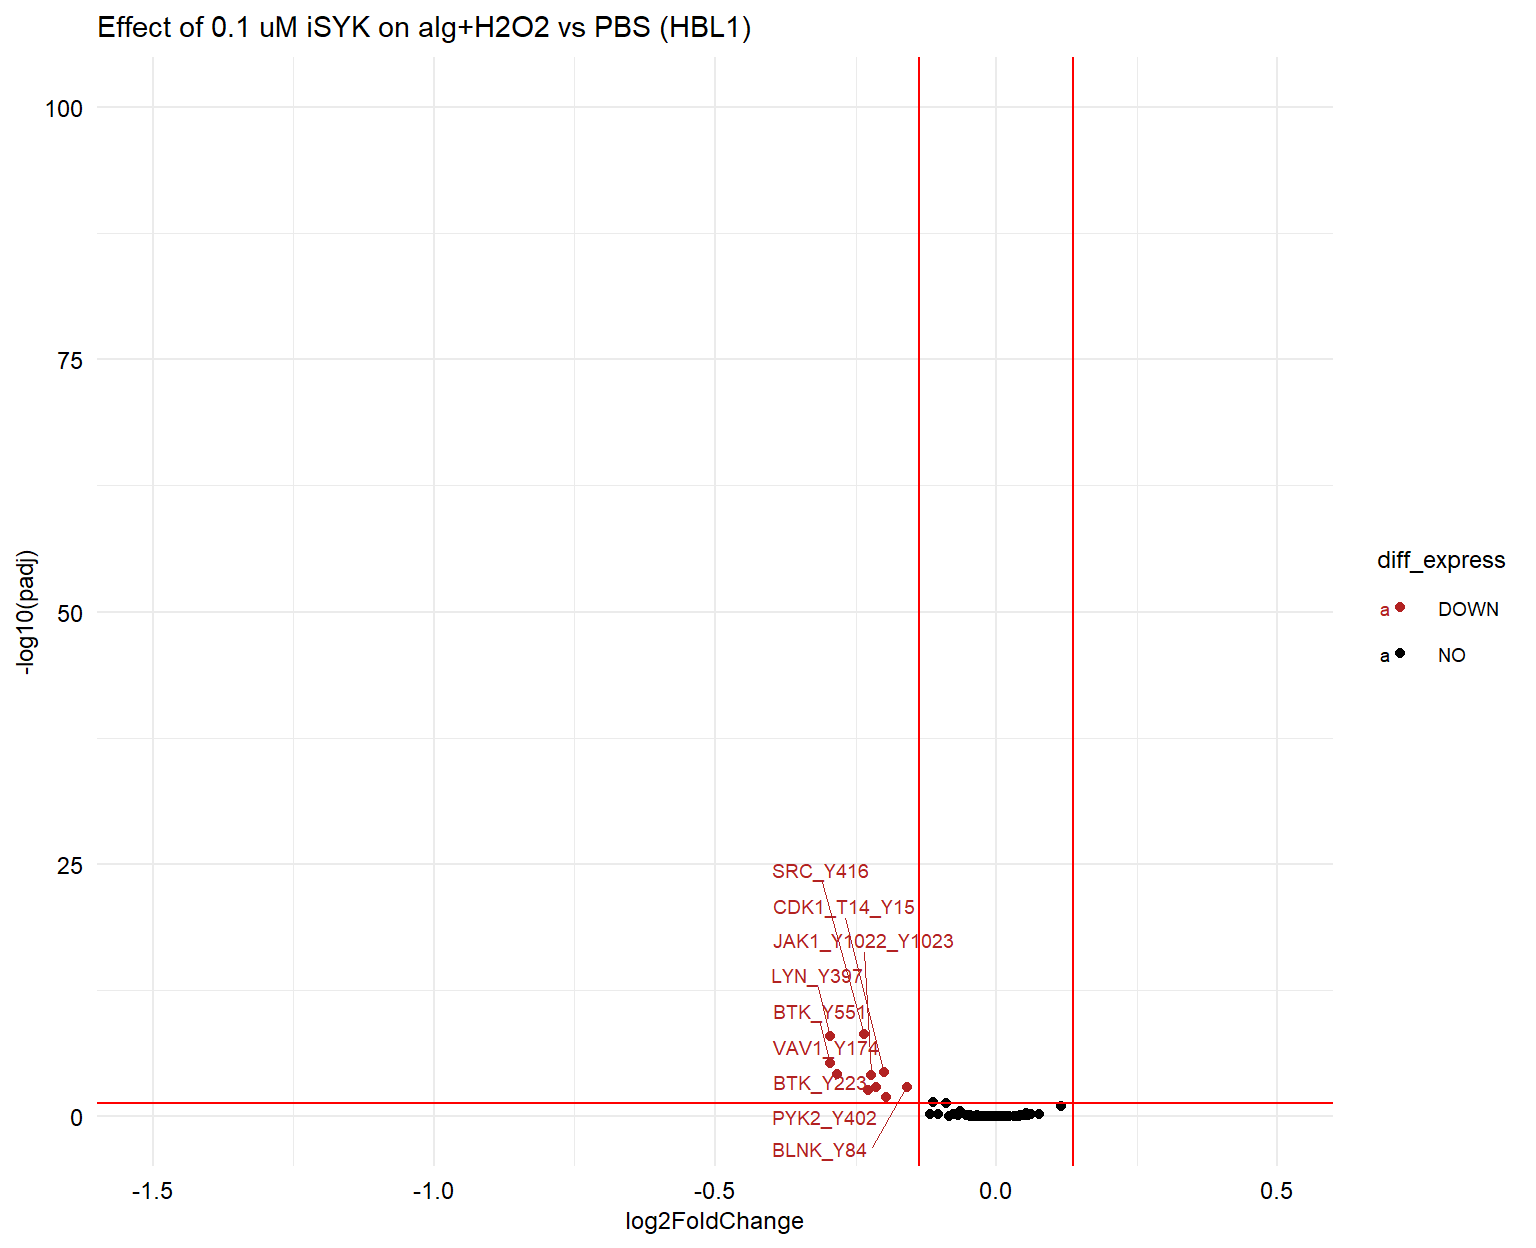 Effect of 0.1 uM iSYK on aIg+H2O2 vs PBS (HBL1)
100
75
50
25
0
-log10(padj)
SRC_Y416
CDK1_T14_Y15
JAK1_Y1022_Y1023
LYN_Y397
BTK_Y551
VAV1_Y174
BTK_Y223
PYK2_Y402
BLNK_Y84
-1.5
-1.0
-0.5
0.0
0.5
log2FoldChange
diff_express
a DOWN
a NO